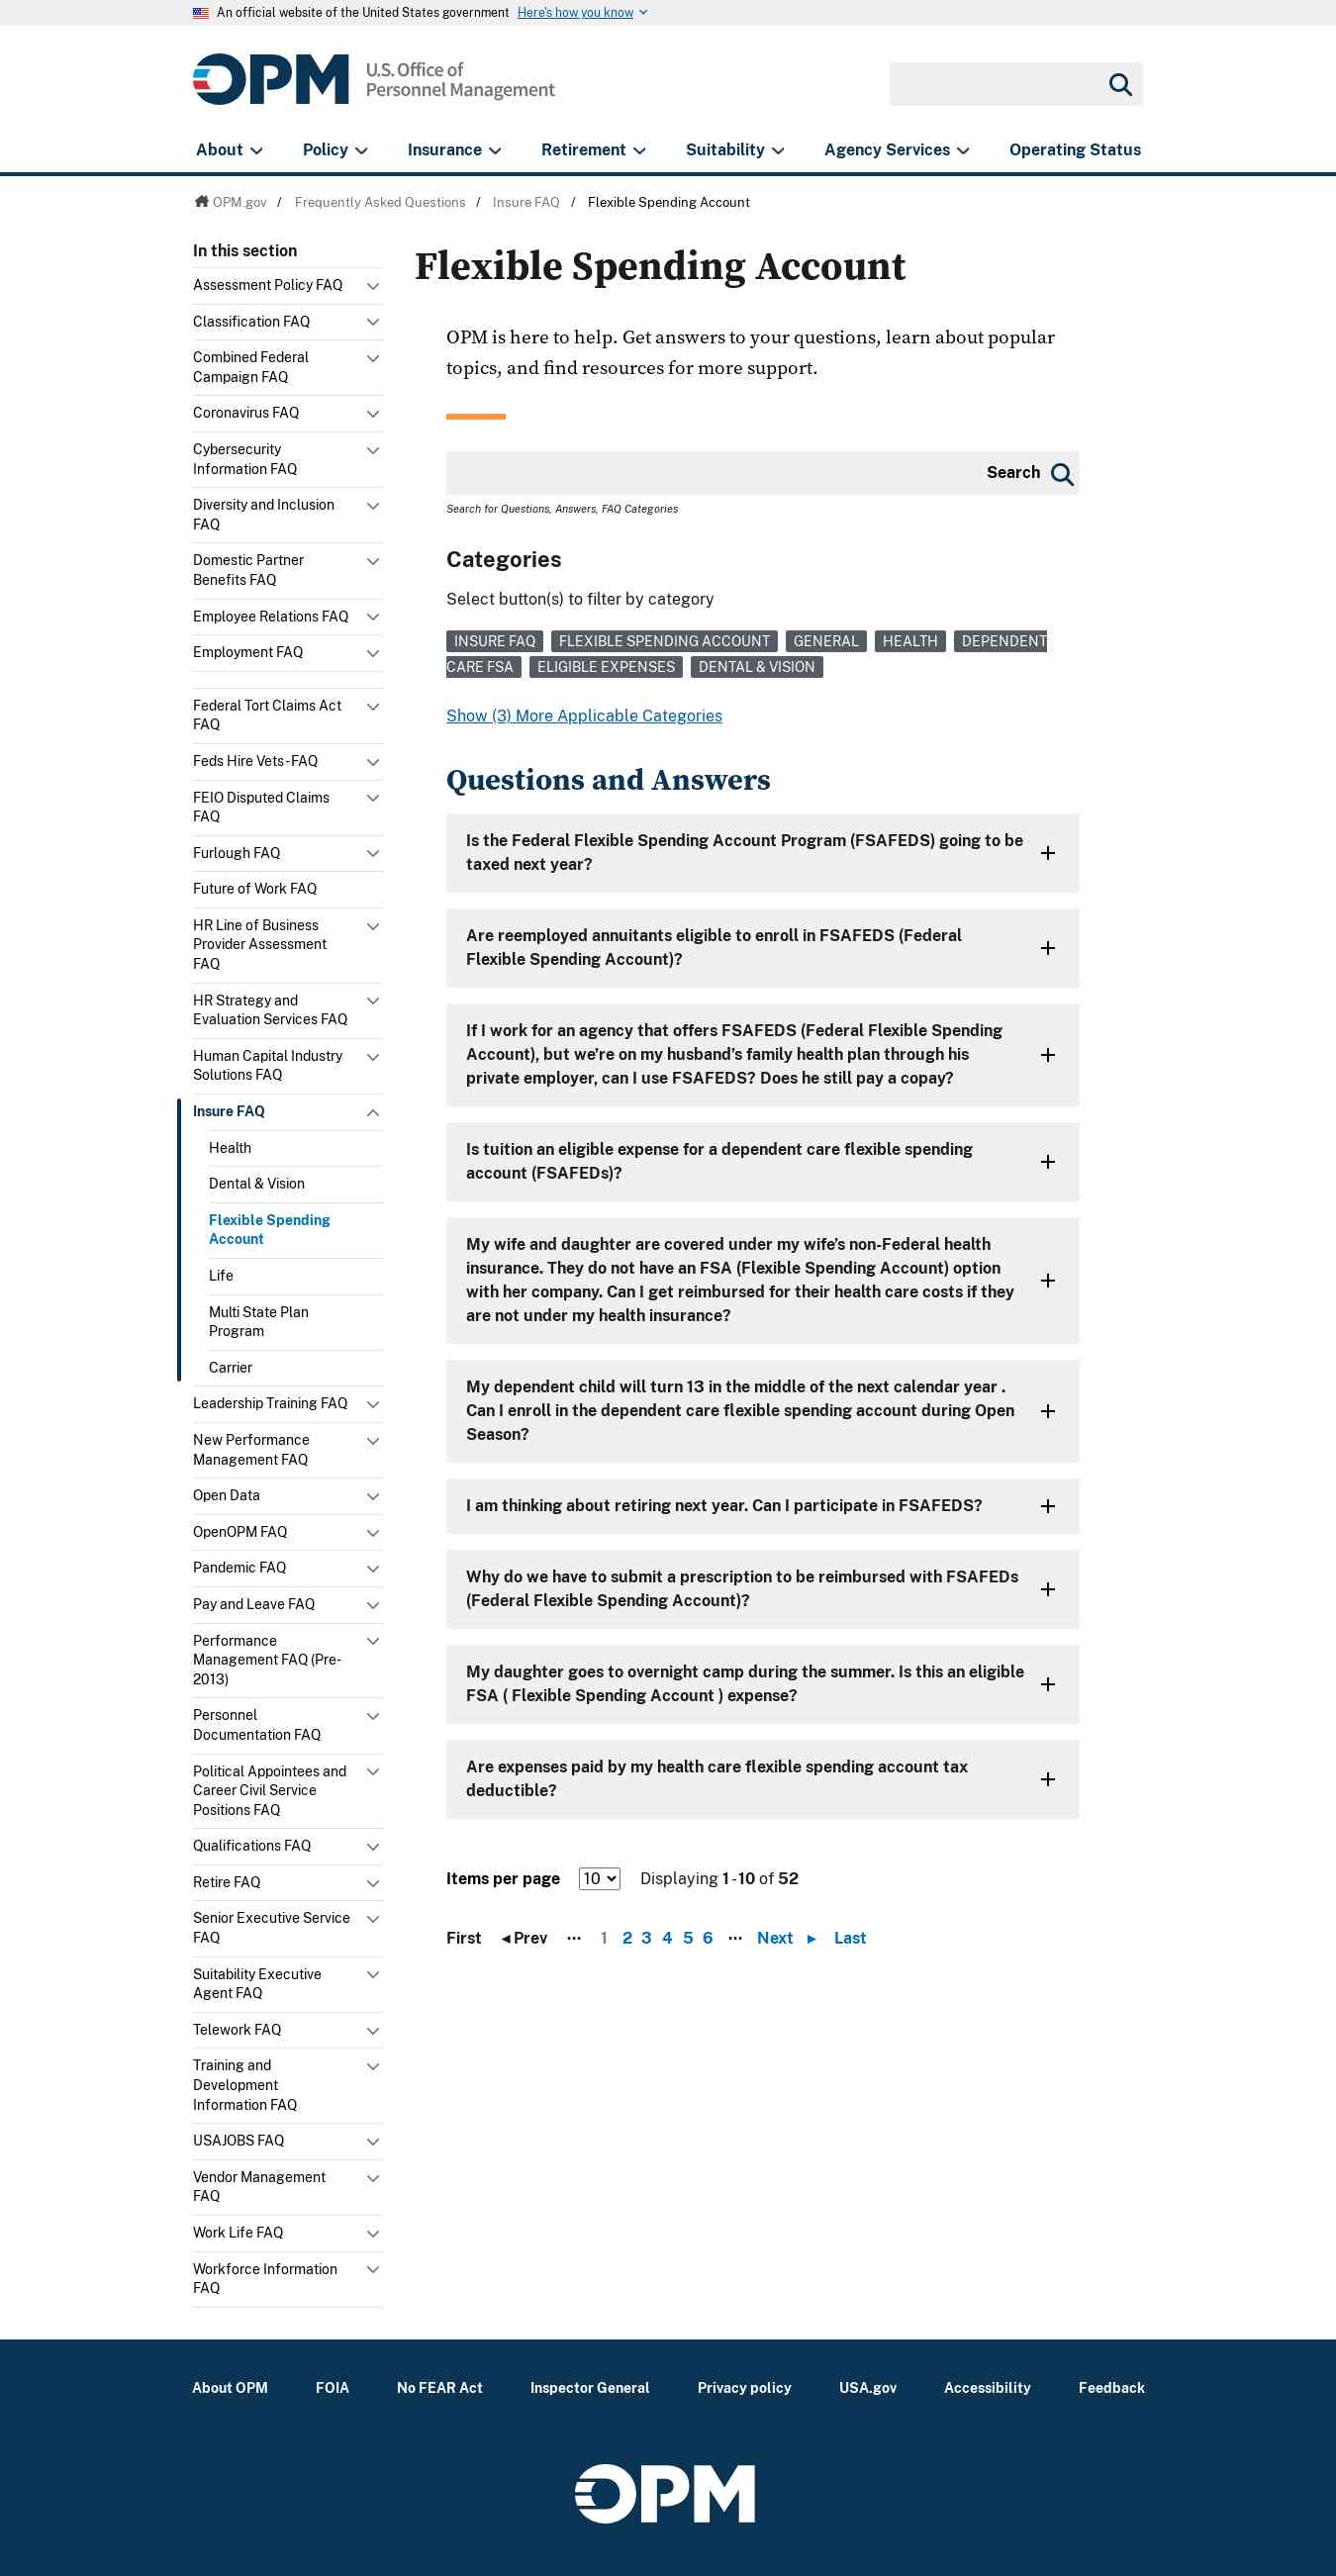 An official website of the United States government Here's how you know
OPM U.S. Office of
Personnel Management
About Policy Insurance Retirement Suitability Agency Services Operating Status
OPM.gov / Frequently Asked Questions / Insure FAQ / Flexible Spending Account
In this section
Assessment Policy FAQ
Classification FAQ
Combined Federal
Campaign FAQ
Coronavirus FAQ
Cybersecurity
Information FAQ
Diversity and Inclusion
FAQ
Domestic Partner
Benefits FAQ
Employee Relations FAQ
Employment FAQ
Federal Tort Claims Act
FAQ
Feds Hire Vets - FAQ
FEIO Disputed Claims
FAQ
Furlough FAQ
Future of Work FAQ
HR Line of Business
Provider Assessment
FAQ
HR Strategy and
Evaluation Services FAQ
Human Capital Industry
Solutions FAQ
Insure FAQ
Health
Dental & Vision
Flexible Spending
Account
Life
Multi State Plan
Program
Carrier
Leadership Training FAQ
New Performance
Management FAQ
Open Data
OpenOPM FAQ
Pandemic FAQ
Pay and Leave FAQ
Performance
Management FAQ (Pre-
2013)
Personnel
Documentation FAQ
Political Appointees and
Career Civil Service
Positions FAQ
Qualifications FAQ
Retire FAQ
Senior Executive Service
FAQ
Suitability Executive
Agent FAQ
Telework FAQ
Training and
Development
Information FAQ
USAJOBS FAQ
Vendor Management
FAQ
Work Life FAQ
Workforce Information
FAQ
Flexible Spending Account
OPM is here to help. Get answers to your questions, learn about popular
topics, and find resources for more support.
Search
Search for Questions, Answers, FAQ Categories
Categories
Select button(s) to filter by category
INSURE FAQ FLEXIBLE SPENDING ACCOUNT GENERAL HEALTH DEPENDENT
CARE FSA ELIGIBLE EXPENSES DENTAL & VISION
Show (3) More Applicable Categories
Questions and Answers
Is the Federal Flexible Spending Account Program (FSAFEDS) going to be
taxed next year?
Are reemployed annuitants eligible to enroll in FSAFEDS (Federal
Flexible Spending Account)?
If I work for an agency that offers FSAFEDS (Federal Flexible Spending
Account), but we’re on my husband’s family health plan through his
private employer, can I use FSAFEDS? Does he still pay a copay?
Is tuition an eligible expense for a dependent care flexible spending
account (FSAFEDs)?
My wife and daughter are covered under my wife’s non-Federal health
insurance. They do not have an FSA (Flexible Spending Account) option
with her company. Can I get reimbursed for their health care costs if they
are not under my health insurance?
My dependent child will turn 13 in the middle of the next calendar year .
Can I enroll in the dependent care flexible spending account during Open
Season?
I am thinking about retiring next year. Can I participate in FSAFEDS?
Why do we have to submit a prescription to be reimbursed with FSAFEDs
(Federal Flexible Spending Account)?
My daughter goes to overnight camp during the summer. Is this an eligible
FSA ( Flexible Spending Account ) expense?
Are expenses paid by my health care flexible spending account tax
deductible?
Items per page 10 Displaying 1 - 10 of 52
First ◂ Prev ··· 1 2 3 4 5 6 ··· Next ▸ Last
About OPM FOIA No FEAR Act Inspector General Privacy policy USA.gov Accessibility Feedback
OPM